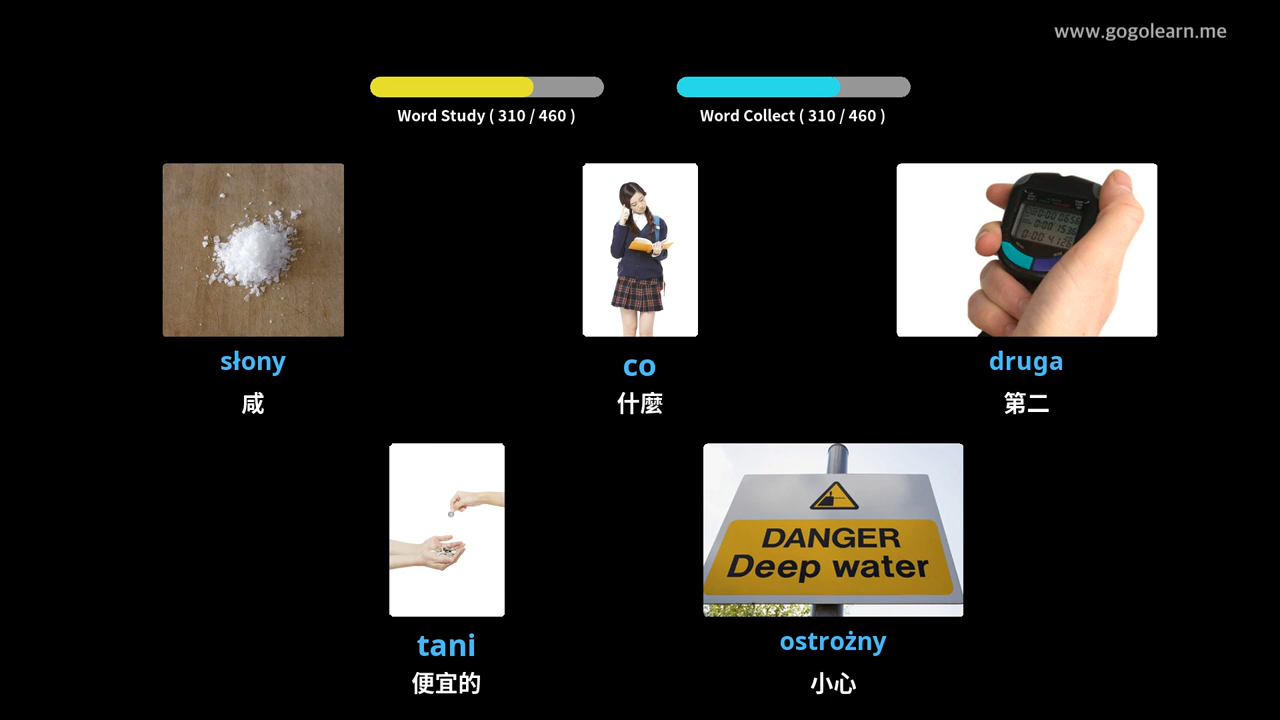 www.gogolearn.me
Word Study ( 310 / 460 )
Word Collect ( 310 / 460 )
słony
咸
co
什麼
druga
第二
DANGER
Deep water
tani
便宜的
ostrożny
小心